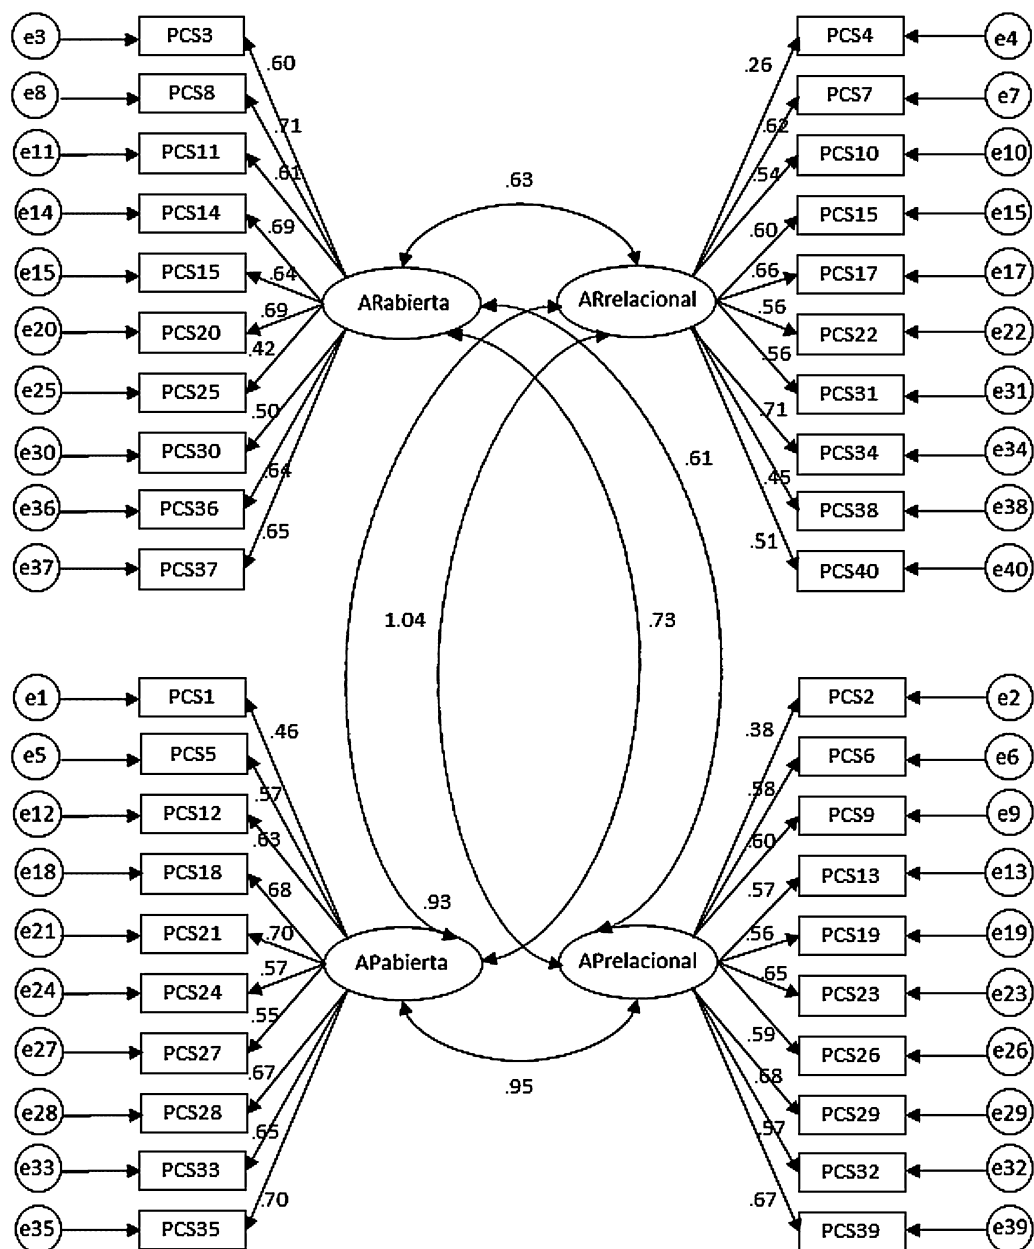 e3 PCS3 PCS4 e4
.60 .26
e8 PCS8 PCS7 e7
.71 .62
e11 PCS11 PCS10 e10
.61 .63 .54
e14 PCS14 PCS15 e15
.69 .60
e15 PCS15 PCS17 e17
.64 .66
ARabierta ARrelacional
.69 .56
e20 PCS20 PCS22 e22
.42 .56
e25 PCS25 PCS31 e31
.50 .71
e30 PCS30 PCS34 e34
.61
.64 .45
e36 PCS36 PCS38 e38
.65 .51
e37 PCS37 PCS40 e40
1.04 .73
e1 PCS1 PCS2 e2
.46 .38
e5 PCS5 PCS6 e6
.57 .58
e12 PCS12 PCS9 e9
.63 .60
e18 PCS18 PCS13 e13
.68 .57
.93
e21 PCS21 PCS19 e19
.70 .56
APabierta APrelacional
.57 .65
e24 PCS24 PCS23 e23
.55 .59
e27 PCS27 PCS26 e26
.67 .68
.95
e28 PCS28 PCS29 e29
.65 .57
e33 PCS33 PCS32 e32
.70 .67
e35 PCS35 PCS39 e39